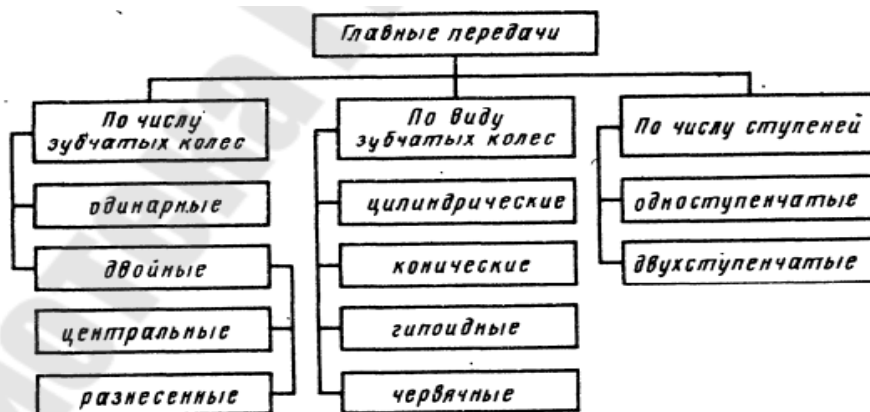 Главные передачи
По числу
зубчатых колес
одинарные
двойные
центральные
разнесенные
По виду
зубчатых колес
цилиндрические
конические
гипоидные
червячные
По числу ступеней
одноступенчатые
двухступенчатые